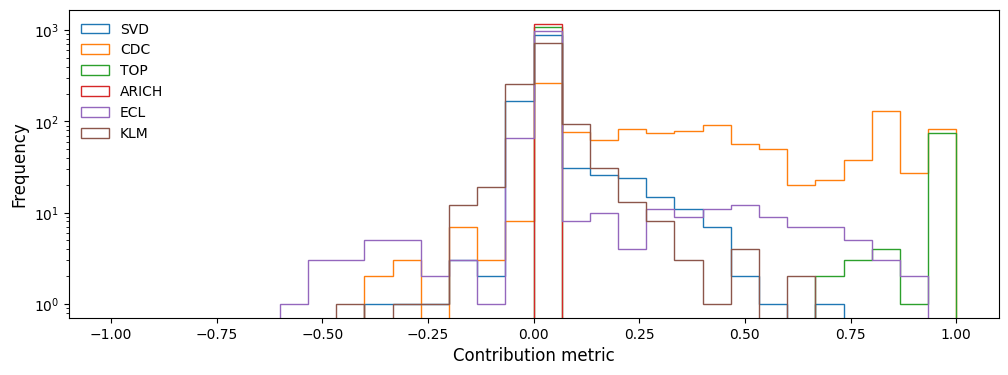 10³
10²
10¹
10⁰
Frequency
SVD
CDC
TOP
ARICH
ECL
KLM
−1.00 −0.75 −0.50 −0.25 0.00 0.25 0.50 0.75 1.00
Contribution metric